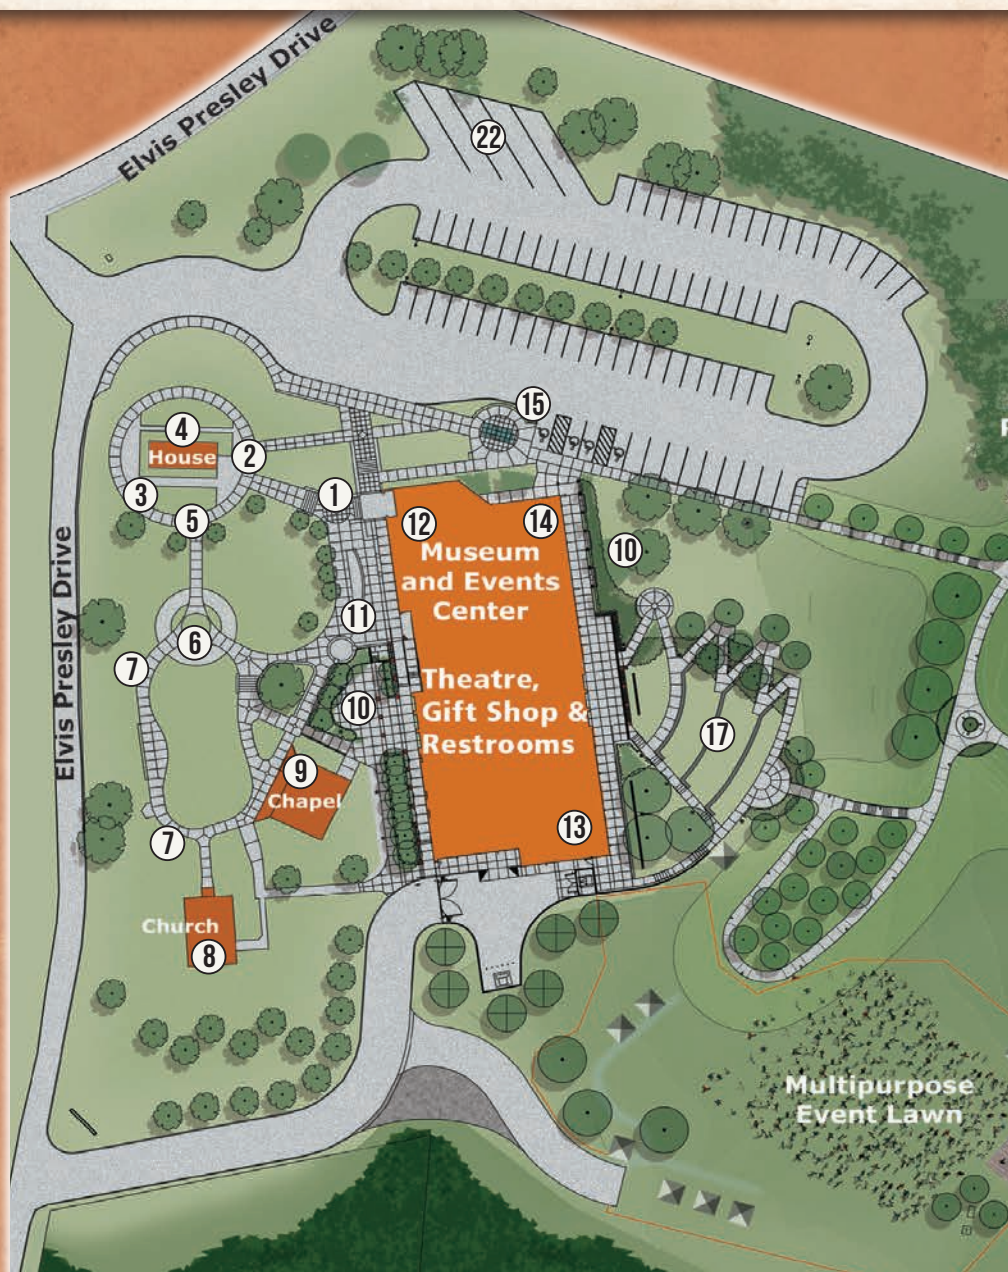 Elvis Presley Drive
22
15
4
House
2
3
5
1
12
14
Museum
and Events
Center
10
11
6
7
Theatre,
Gift Shop &
Restrooms
10
17
9
Chapel
13
7
Church
8
Elvis Presley Drive
Multipurpose
Event Lawn